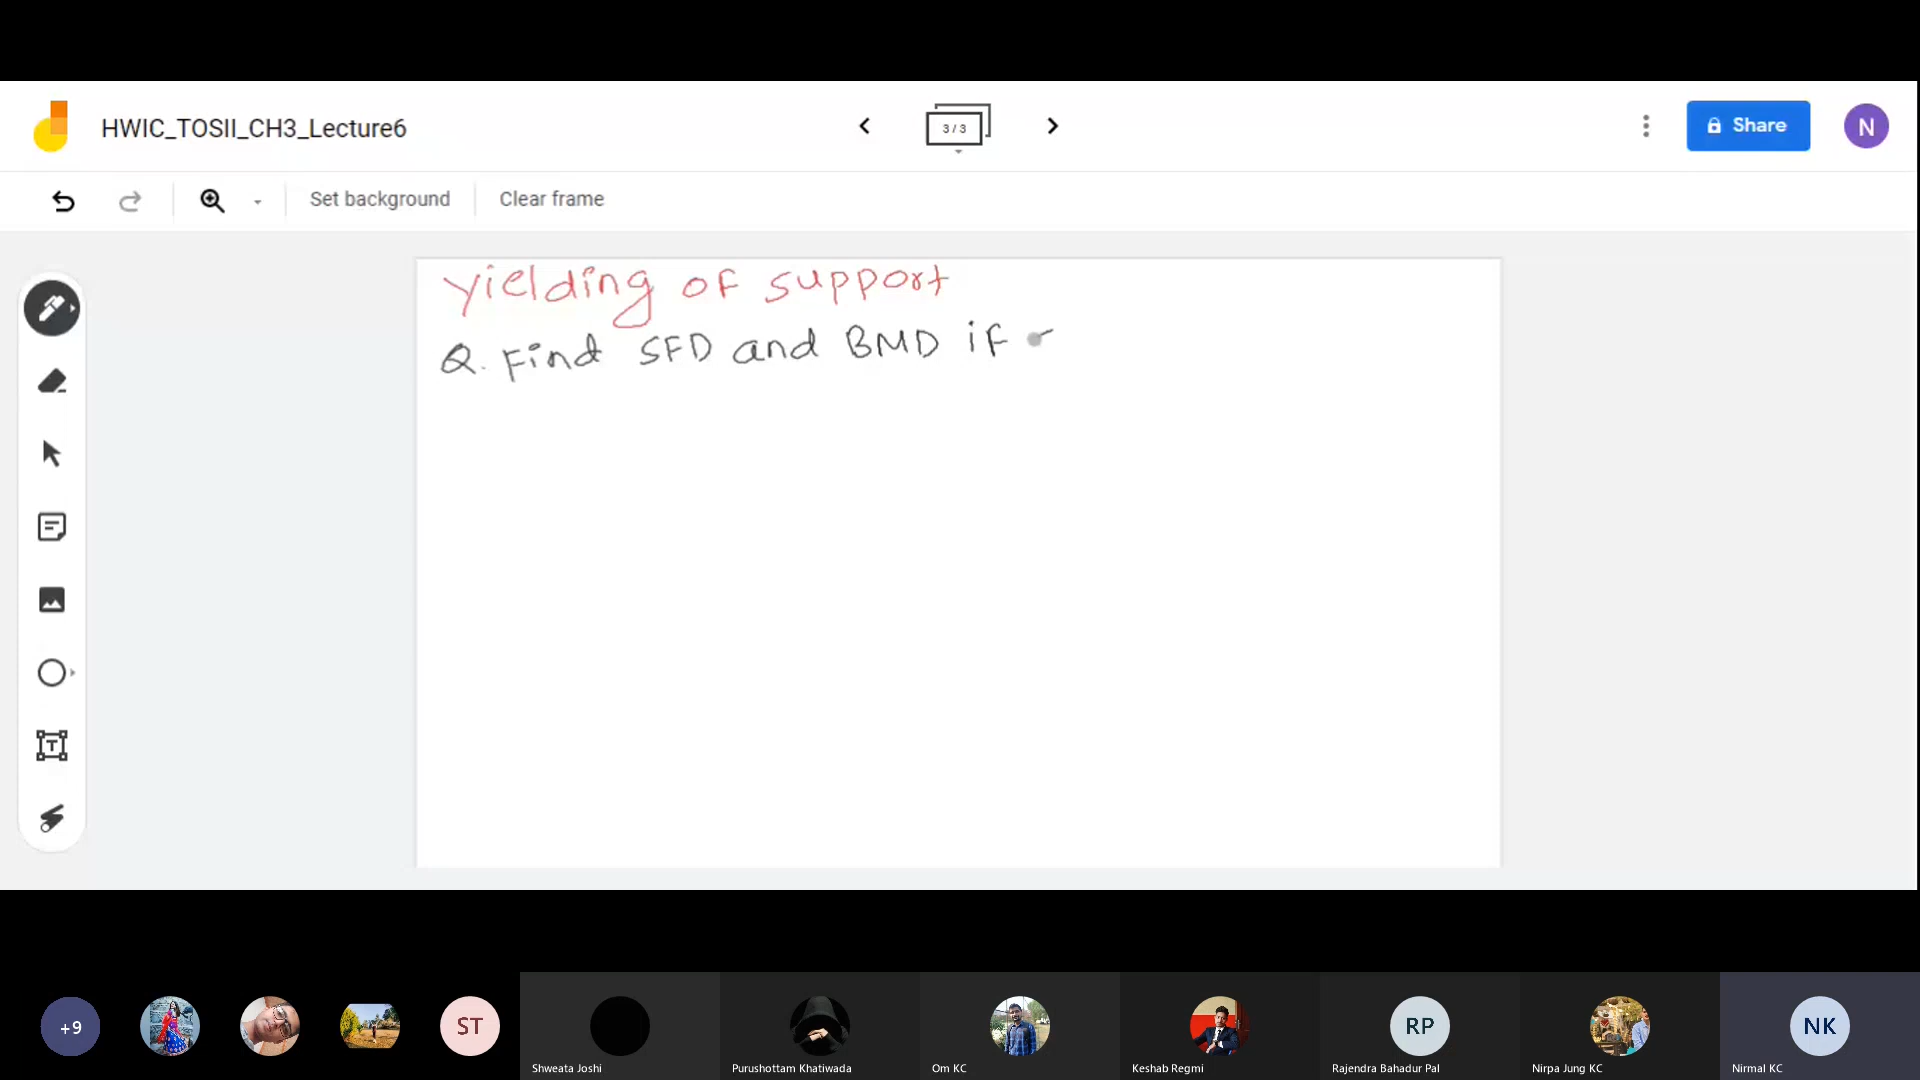 HWIC_TOSII_CH3_Lecture6
3 / 3
Share
N
Set background
Clear frame
Yielding of support
Q. Find SFD and BMD if
T
+9
ST
RP
NK
Shweata Joshi
Purushottam Khatiwada
Om KC
Keshab Regmi
Rajendra Bahadur Pal
Nirpa Jung KC
Nirmal KC